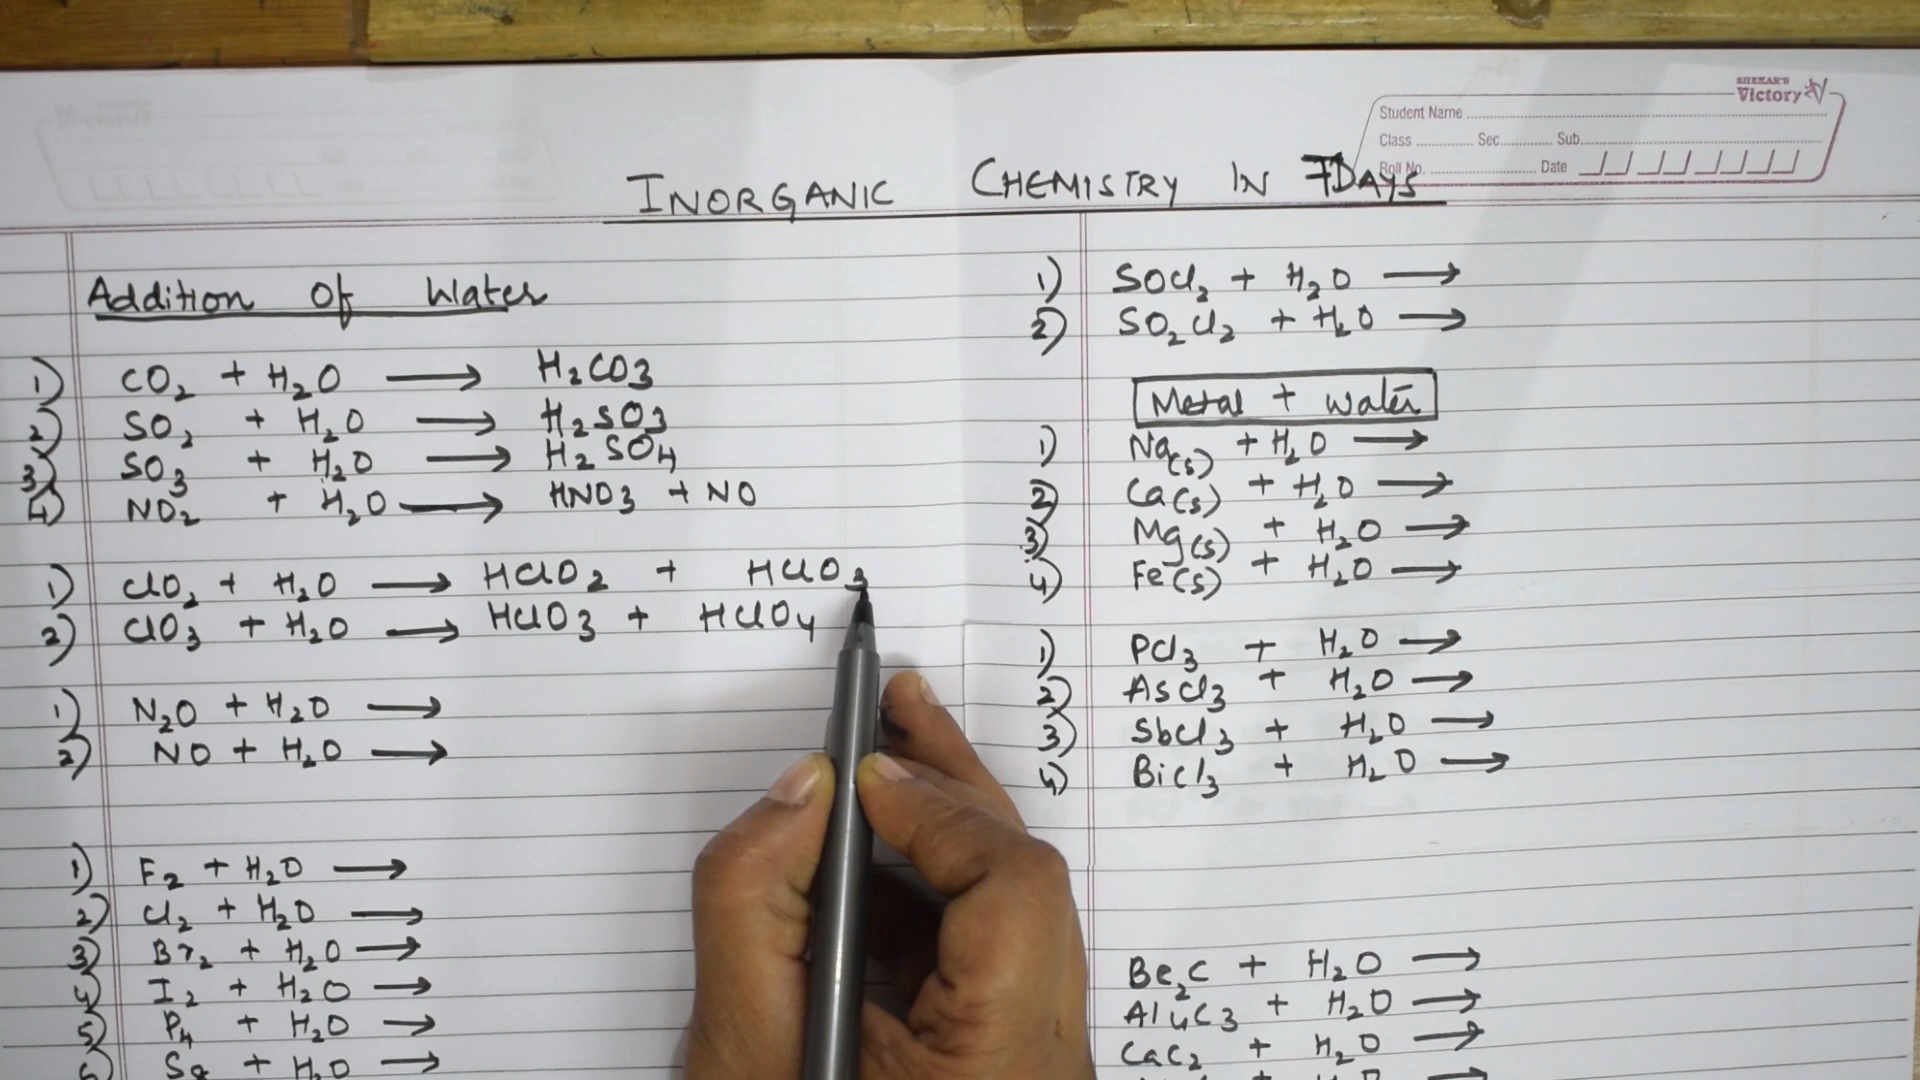 SHEKAR'S
Victory
Student Name
Class Sec. Sub.
Roll No. Date
INORGANIC CHEMISTRY IN 7DAYS
Addition Of Water
1) CO₂ + H₂O ⟶ H₂CO₃
2) SO₂ + H₂O ⟶ H₂SO₃
3) SO₃ + H₂O ⟶ H₂SO₄
4) NO₂ + H₂O ⟶ HNO₃ + NO
1) ClO₂ + H₂O ⟶ HClO₂ + HClO₃
2) ClO₃ + H₂O ⟶ HClO₃ + HClO₄
1) N₂O + H₂O ⟶
2) NO + H₂O ⟶
1) F₂ + H₂O ⟶
2) Cl₂ + H₂O ⟶
3) Br₂ + H₂O ⟶
4) I₂ + H₂O ⟶
5) P₄ + H₂O ⟶
6) S₈ + H₂O ⟶
1) SOCl₂ + H₂O ⟶
2) SO₂Cl₂ + H₂O ⟶
Metal + water
1) Na(s) + H₂O ⟶
2) Ca(s) + H₂O ⟶
3) Mg(s) + H₂O ⟶
4) Fe(s) + H₂O ⟶
1) PCl₃ + H₂O ⟶
2) AsCl₃ + H₂O ⟶
3) SbCl₃ + H₂O ⟶
4) BiCl₃ + H₂O ⟶
Be₂C + H₂O ⟶
Al₄C₃ + H₂O ⟶
CaC₂ + H₂O ⟶